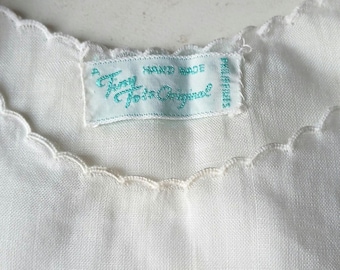 A
HAND MADE
Tiny
Tots Original
PHILIPPINES